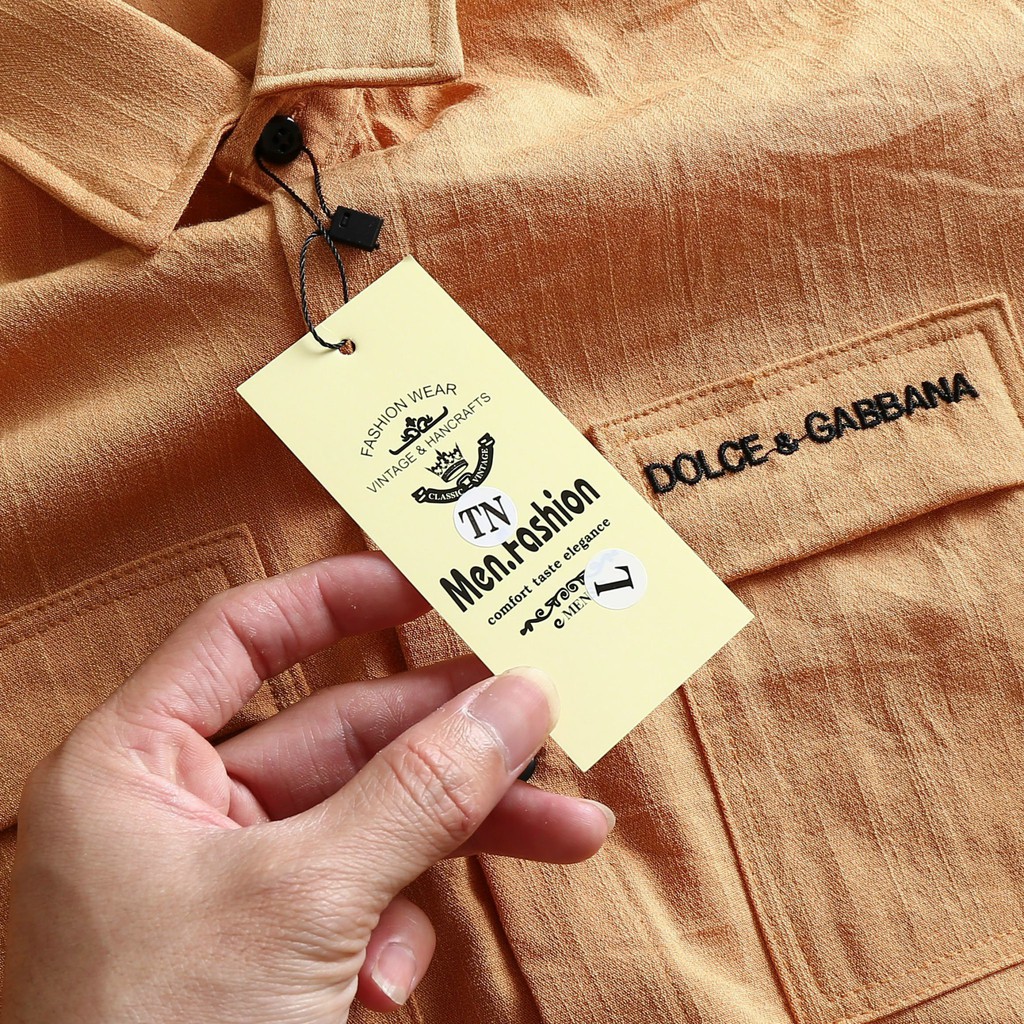 FASHION WEAR
VINTAGE & HANCRAFTS
CLASSIC VINTAGE
TN
Men.Fashion
comfort taste elegance
MEN
L
DOLCE & GABBANA